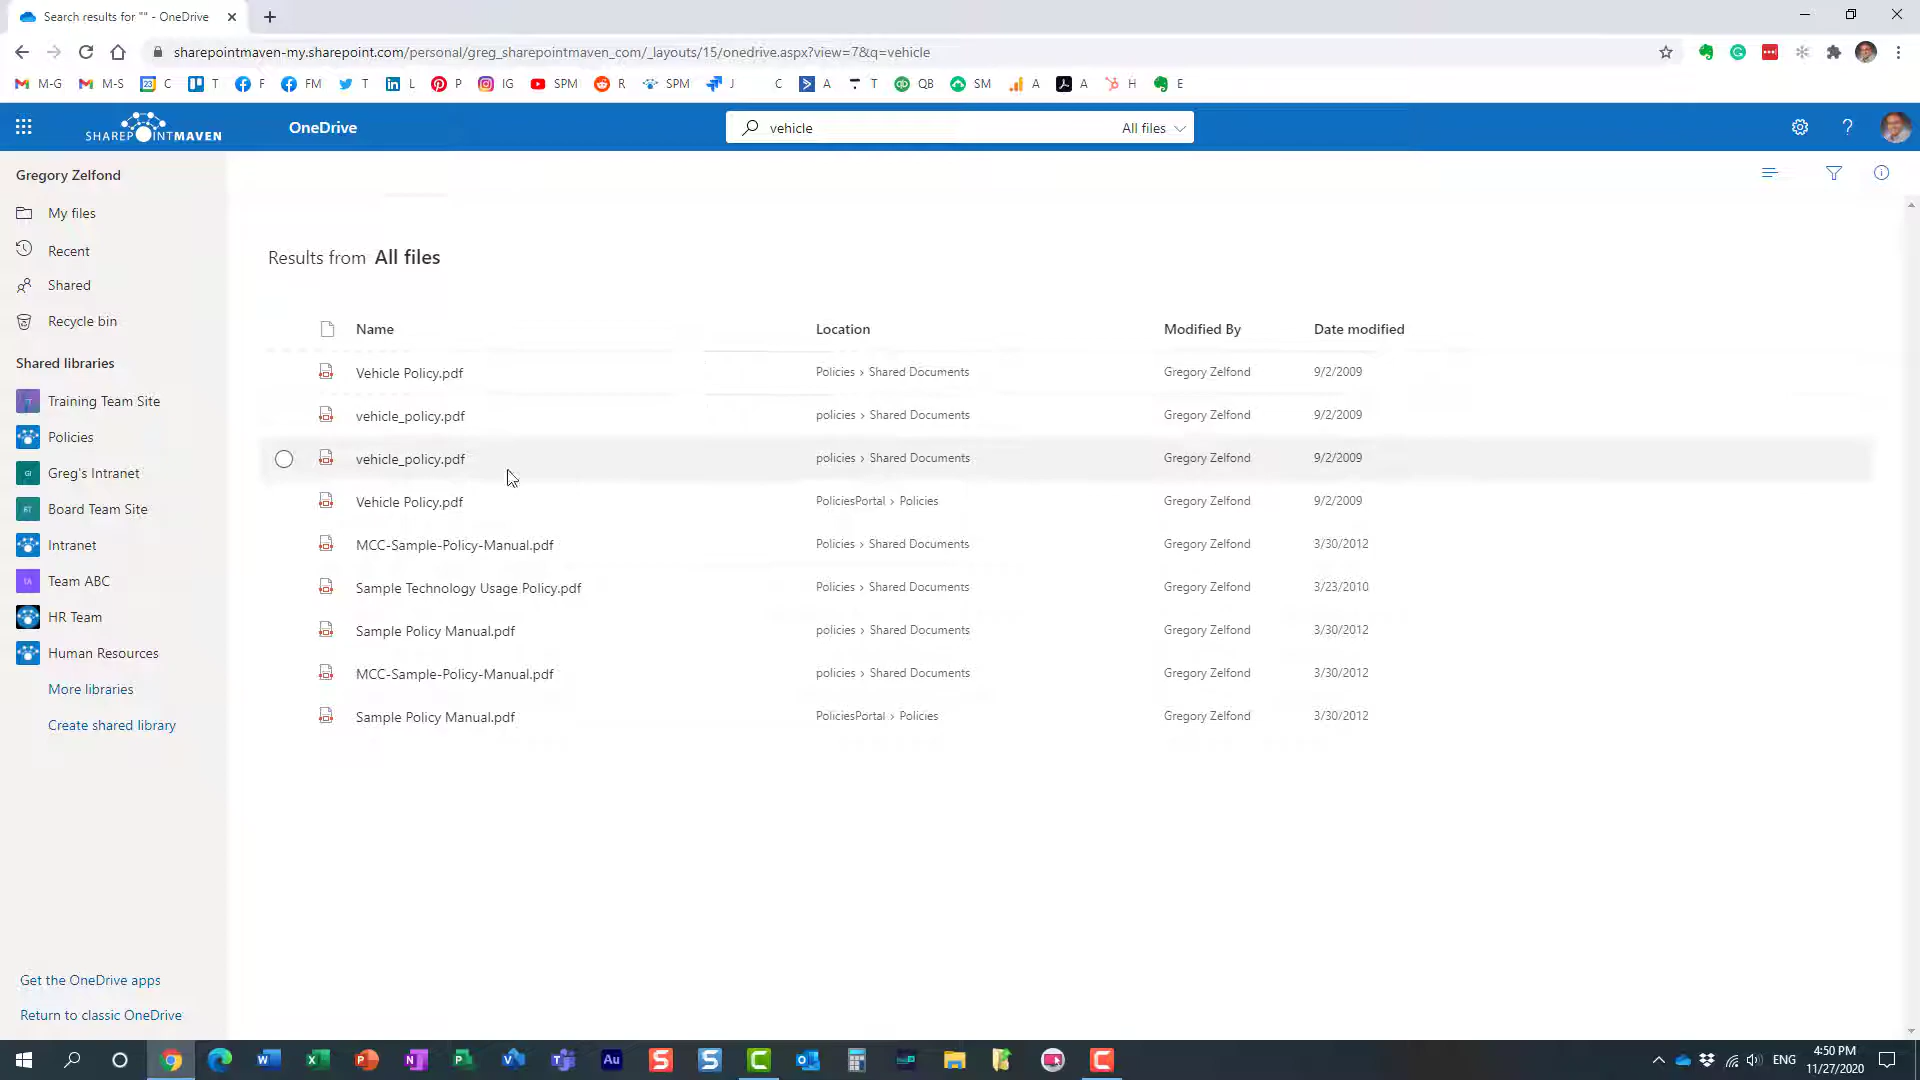 Search results for "" - OneDrive
sharepointmaven-my.sharepoint.com/personal/greg_sharepointmaven_com/_layouts/15/onedrive.aspx?view=7&q=vehicle
M-G M-S C T F FM T L P IG SPM R SPM J C A T QB SM A A H E
SHAREPOINTMAVEN OneDrive vehicle All files
Gregory Zelfond
My files
Recent
Shared
Recycle bin
Shared libraries
Training Team Site
Policies
GI Greg's Intranet
BT Board Team Site
Intranet
TA Team ABC
HR Team
Human Resources
More libraries
Create shared library
Get the OneDrive apps
Return to classic OneDrive
Results from All files
Name Location Modified By Date modified
Vehicle Policy.pdf Policies › Shared Documents Gregory Zelfond 9/2/2009
vehicle_policy.pdf policies › Shared Documents Gregory Zelfond 9/2/2009
vehicle_policy.pdf policies › Shared Documents Gregory Zelfond 9/2/2009
Vehicle Policy.pdf PoliciesPortal › Policies Gregory Zelfond 9/2/2009
MCC-Sample-Policy-Manual.pdf Policies › Shared Documents Gregory Zelfond 3/30/2012
Sample Technology Usage Policy.pdf Policies › Shared Documents Gregory Zelfond 3/23/2010
Sample Policy Manual.pdf policies › Shared Documents Gregory Zelfond 3/30/2012
MCC-Sample-Policy-Manual.pdf policies › Shared Documents Gregory Zelfond 3/30/2012
Sample Policy Manual.pdf PoliciesPortal › Policies Gregory Zelfond 3/30/2012
ENG 4:50 PM
11/27/2020